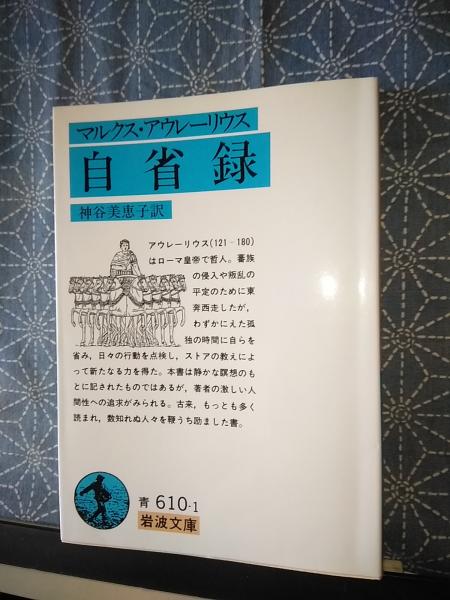 マルクス・アウレーリウス
自省録
神谷美恵子訳
アウレーリウス(121‐180)
はローマ皇帝で哲人。蕃族
の侵入や叛乱の
平定のために東
奔西走したが,
わずかにえた孤
独の時間に自らを
省み,日々の行動を点検し,ストアの教えによ
って新たなる力を得た。本書は静かな瞑想のも
とに記されたものではあるが,著者の激しい人
間性への追求がみられる。古来,もっとも多く
読まれ,数知れぬ人々を鞭うち励ました書。
青 610-1
岩波文庫